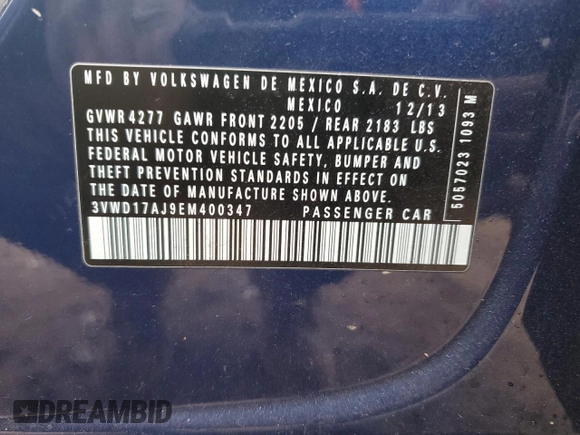 MFD BY VOLKSWAGEN DE MEXICO S.A. DE C.V.
MEXICO 12/13
GVWR 4277 GAWR FRONT 2205 / REAR 2183 LBS
THIS VEHICLE CONFORMS TO ALL APPLICABLE U.S.
FEDERAL MOTOR VEHICLE SAFETY, BUMPER AND
THEFT PREVENTION STANDARDS IN EFFECT ON
THE DATE OF MANUFACTURE SHOWN ABOVE.
3VWD17AJ9EM400347 PASSENGER CAR
5057023 1093 M
DREAMBID